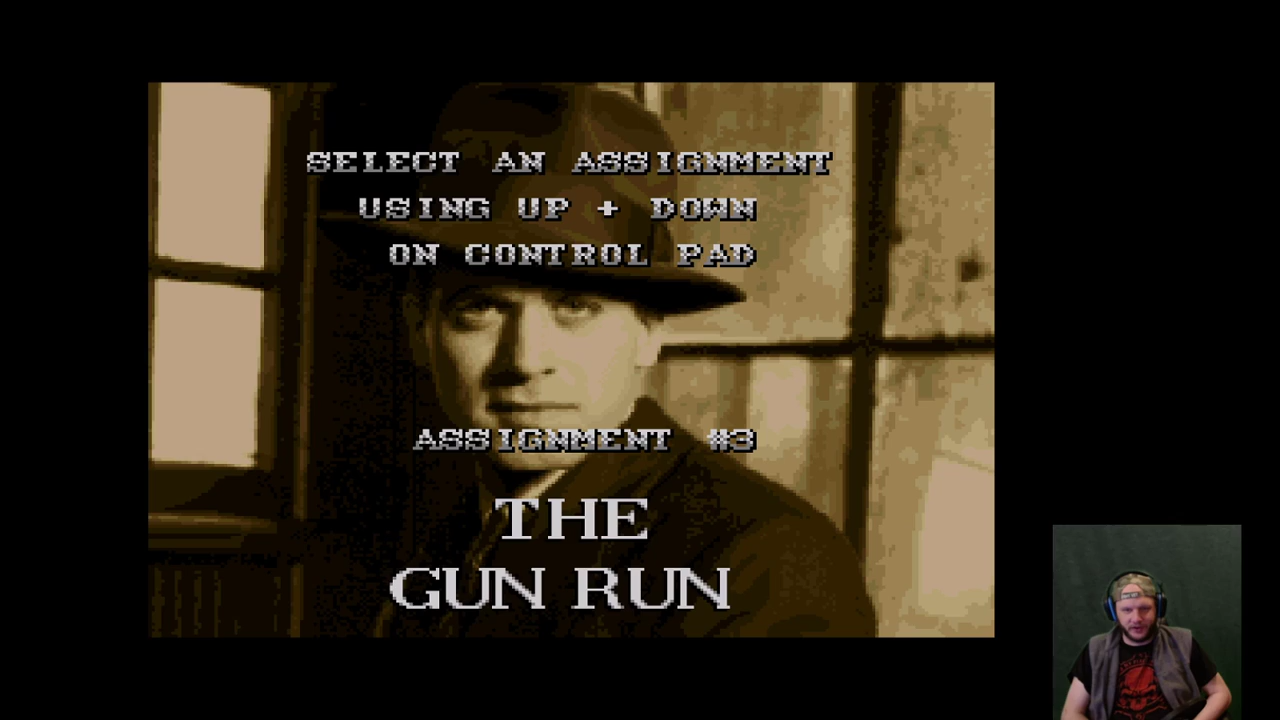 SELECT AN ASSIGNMENT
USING UP + DOWN
ON CONTROL PAD
ASSIGNMENT #3
THE
GUN RUN